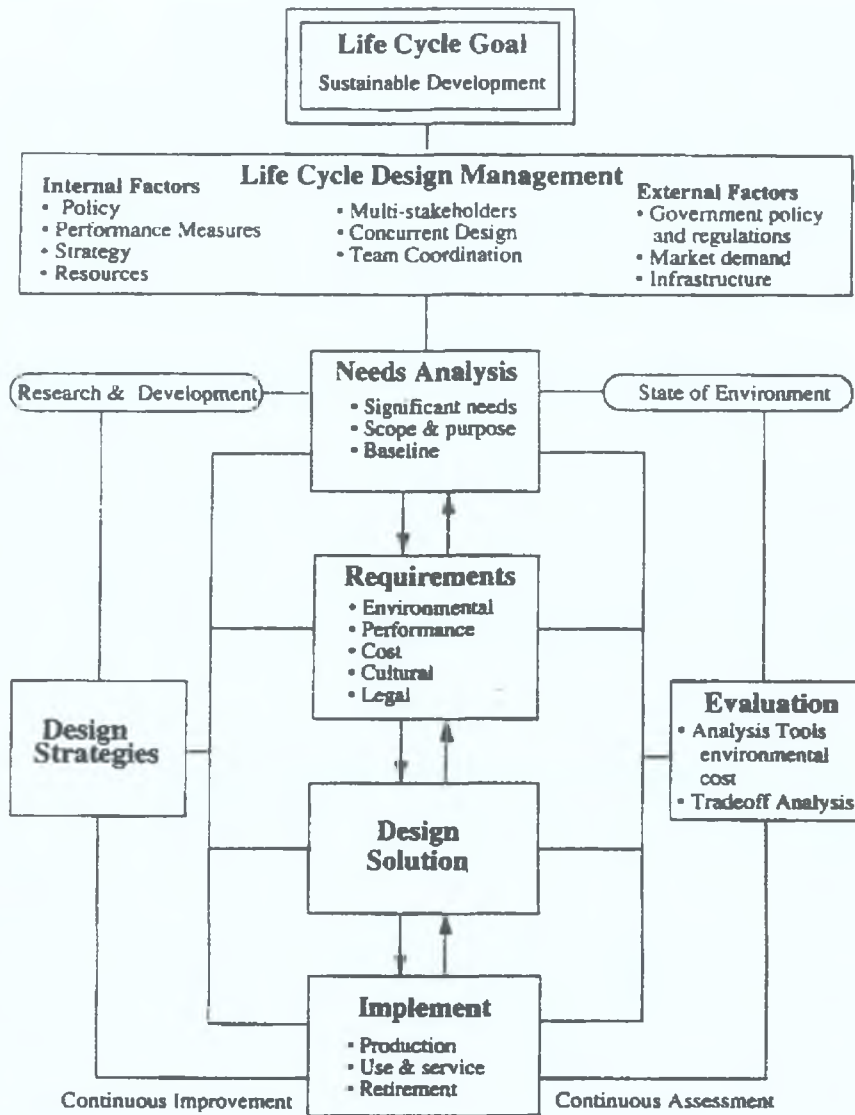 Life Cycle Goal
Sustainable Development
Life Cycle Design Management
Internal Factors
• Policy
• Performance Measures
• Strategy
• Resources
• Multi-stakeholders
• Concurrent Design
• Team Coordination
External Factors
• Government policy
and regulations
• Market demand
• Infrastructure
Needs Analysis
• Significant needs
• Scope & purpose
• Baseline
Research & Development
State of Environment
Requirements
• Environmental
• Performance
• Cost
• Cultural
• Legal
Design
Strategies
Evaluation
• Analysis Tools
environmental
cost
• Tradeoff Analysis
Design
Solution
Implement
• Production
• Use & service
• Retirement
Continuous Improvement
Continuous Assessment